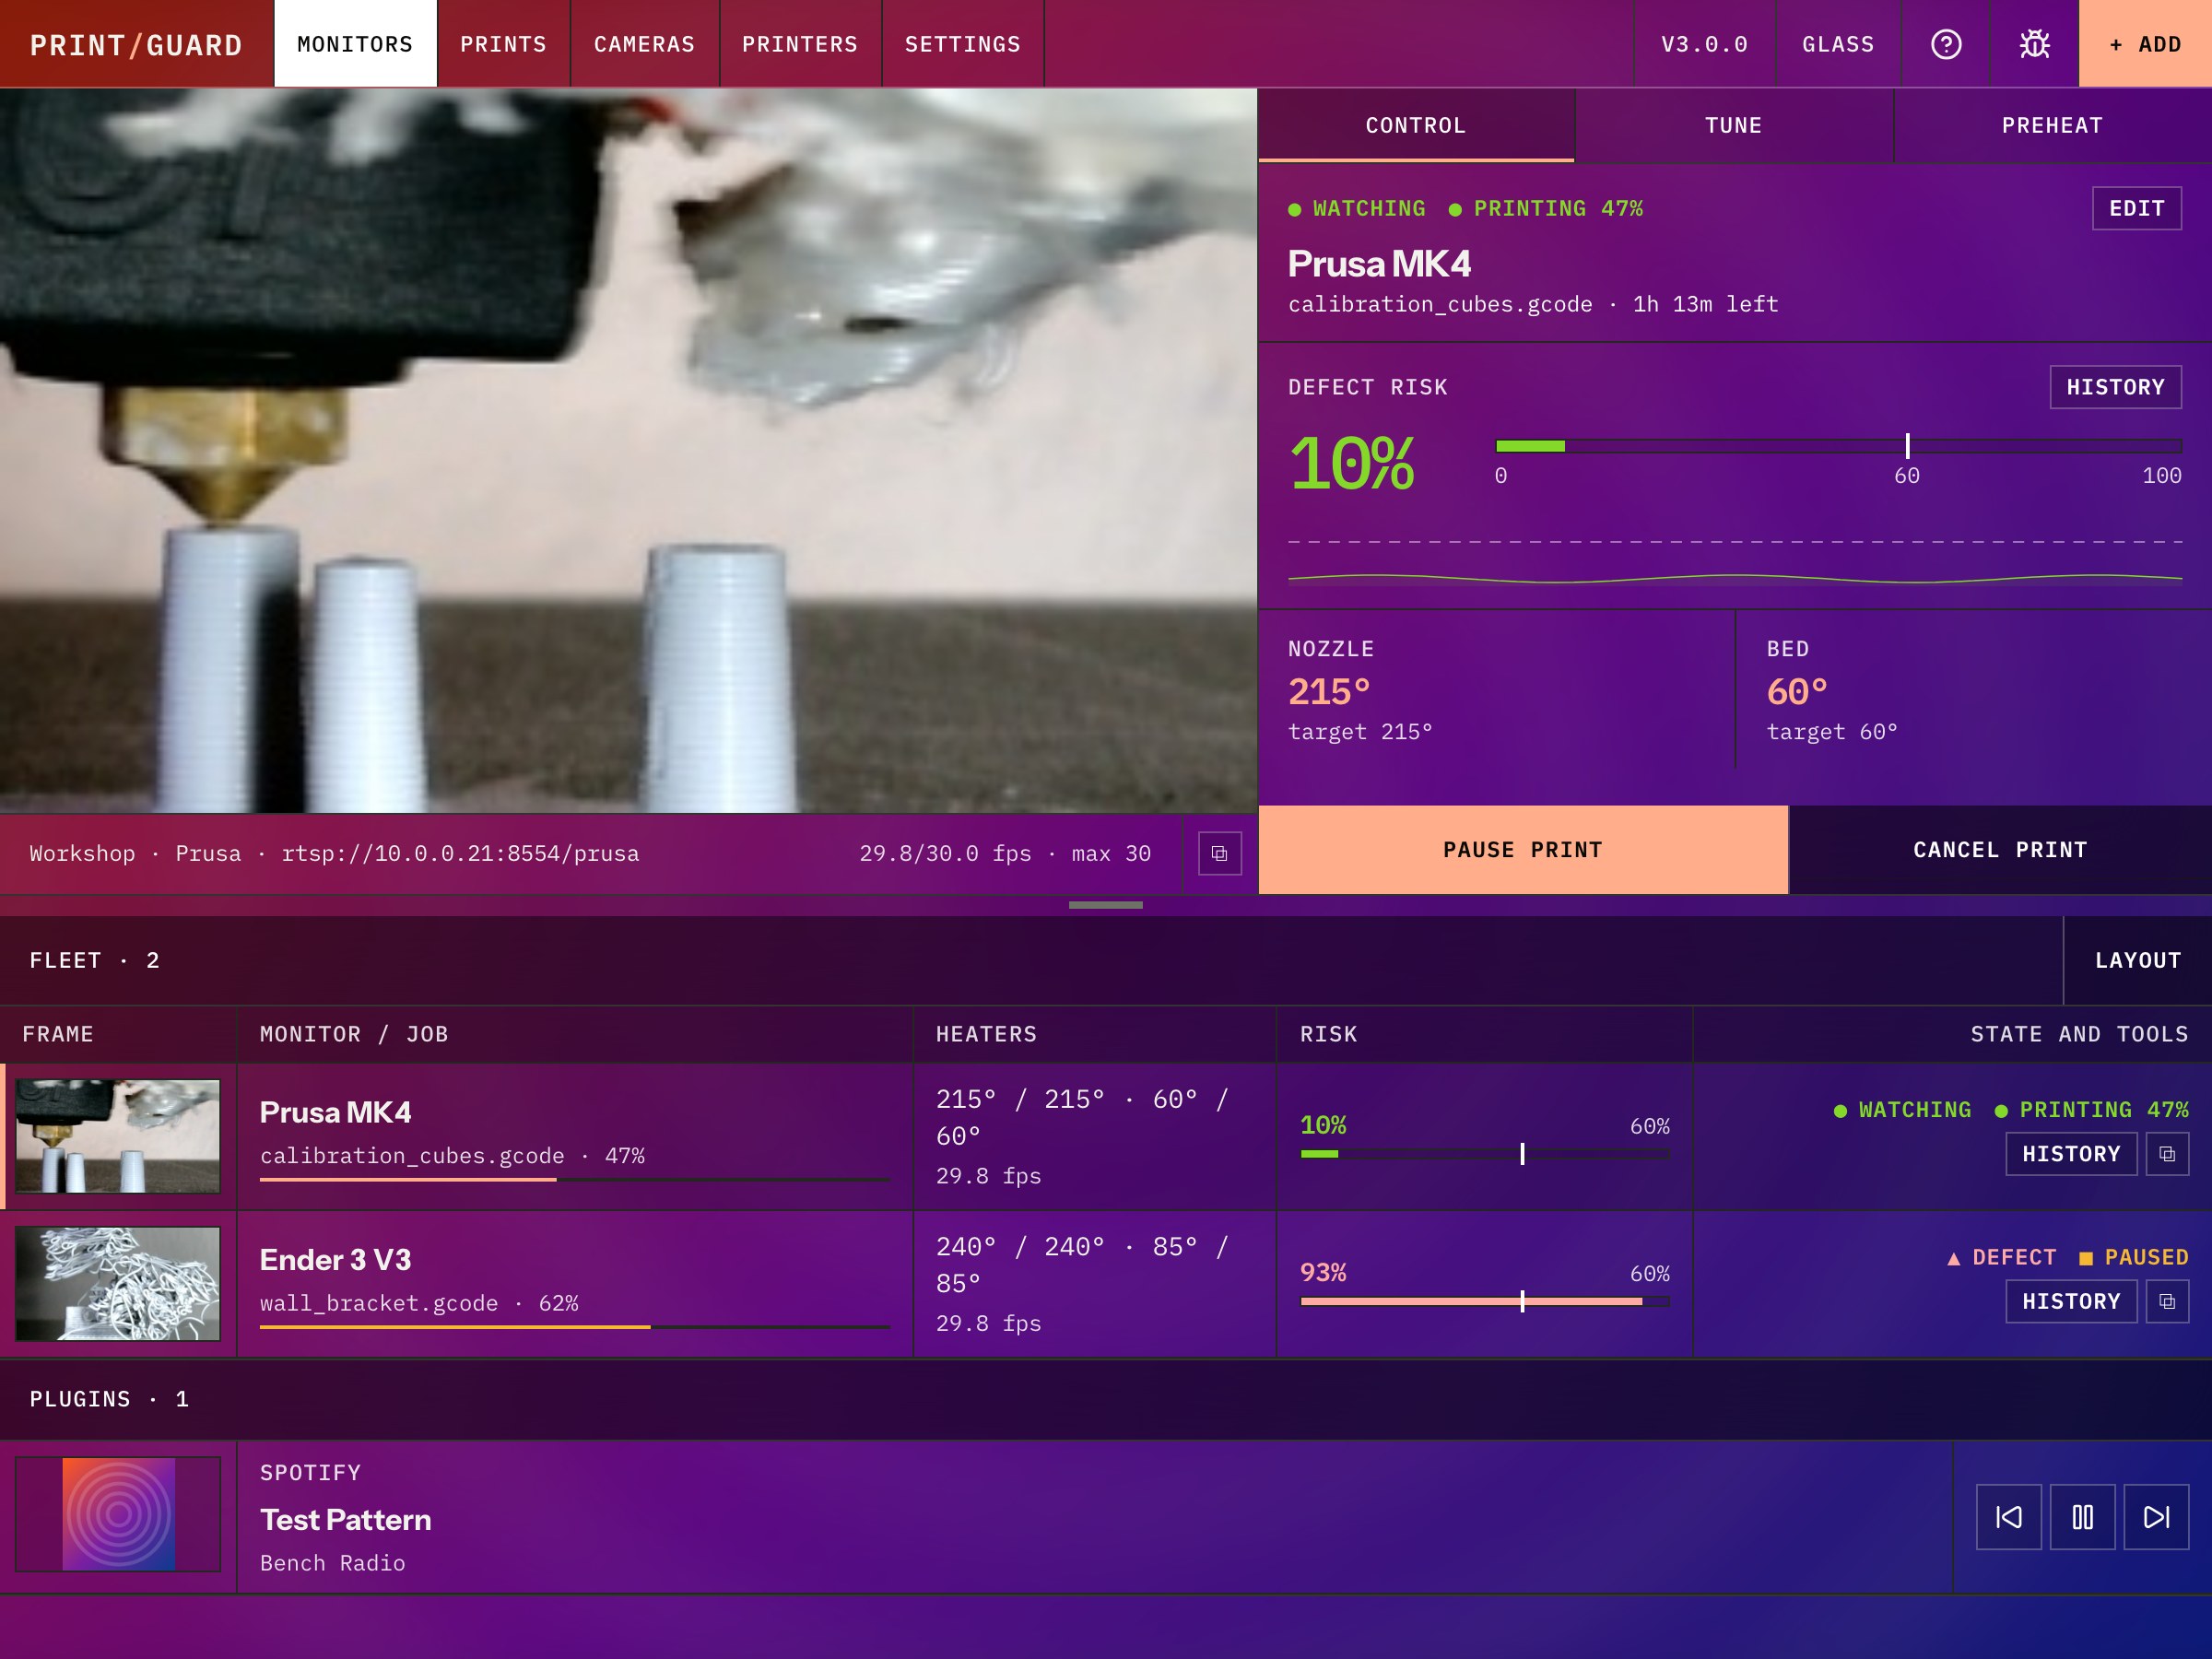 PRINT/GUARD MONITORS PRINTS CAMERAS PRINTERS SETTINGS V3.0.0 GLASS + ADD
CONTROL TUNE PREHEAT
● WATCHING ● PRINTING 47% EDIT
Prusa MK4
calibration_cubes.gcode · 1h 13m left
DEFECT RISK HISTORY
10%
0 60 100
NOZZLE BED
215° 60°
target 215° target 60°
Workshop · Prusa · rtsp://10.0.0.21:8554/prusa 29.8/30.0 fps · max 30
PAUSE PRINT CANCEL PRINT
FLEET · 2 LAYOUT
FRAME MONITOR / JOB HEATERS RISK STATE AND TOOLS
Prusa MK4
calibration_cubes.gcode · 47%
215° / 215° · 60° /
60°
29.8 fps
10% 60%
● WATCHING ● PRINTING 47%
HISTORY
Ender 3 V3
wall_bracket.gcode · 62%
240° / 240° · 85° /
85°
29.8 fps
93% 60%
▲ DEFECT ■ PAUSED
HISTORY
PLUGINS · 1
SPOTIFY
Test Pattern
Bench Radio